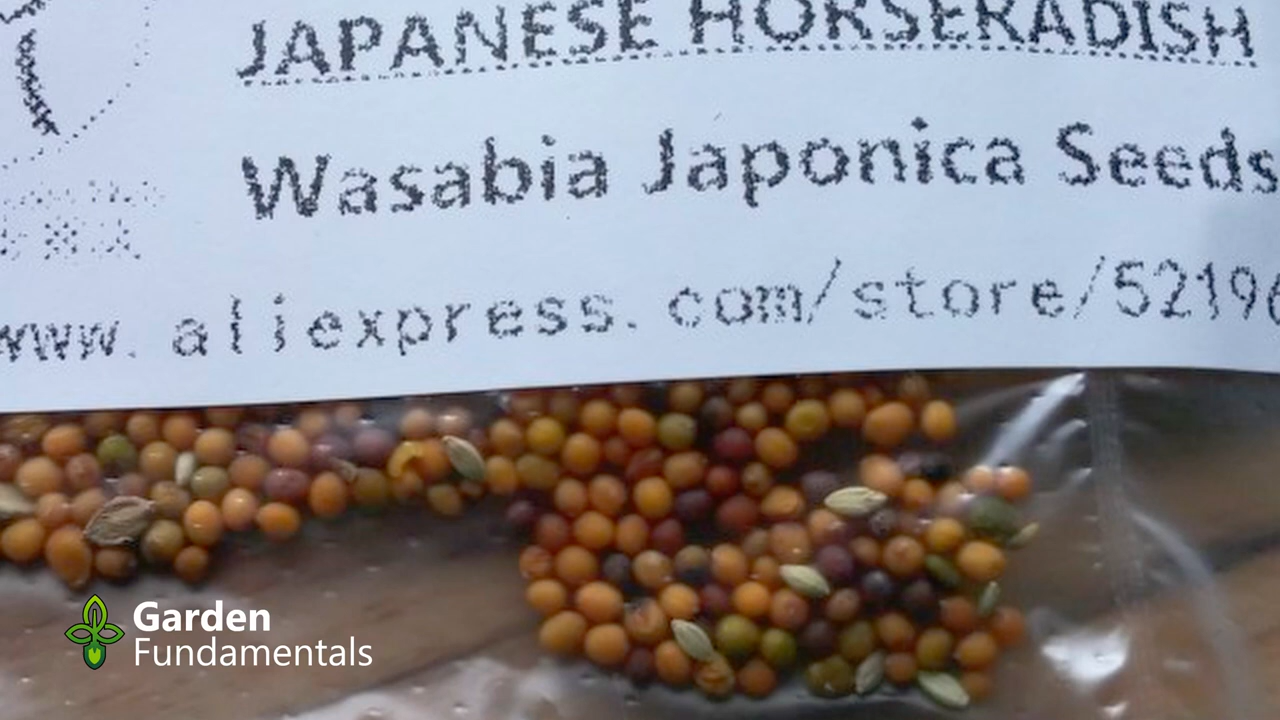 JAPANESE HORSERADISH
Wasabia Japonica Seeds
www. aliexpress. com/store/5219
Garden
Fundamentals